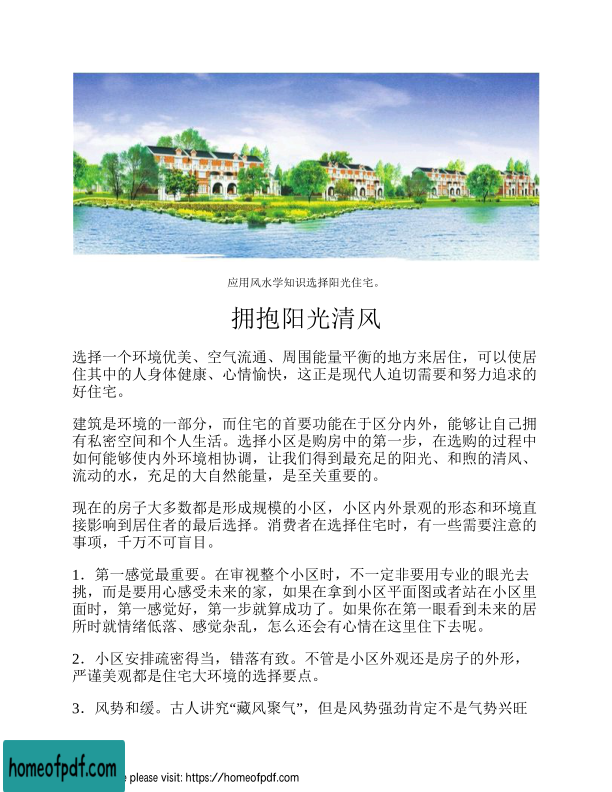 应用风水学知识选择阳光住宅。
拥抱阳光清风
选择一个环境优美、空气流通、周围能量平衡的地方来居住，可以使居
住其中的人身体健康、心情愉快，这正是现代人迫切需要和努力追求的
好住宅。
建筑是环境的一部分，而住宅的首要功能在于区分内外，能够让自己拥
有私密空间和个人生活。选择小区是购房中的第一步，在选购的过程中
如何能够使内外环境相协调，让我们得到最充足的阳光、和煦的清风、
流动的水，充足的大自然能量，是至关重要的。
现在的房子大多数都是形成规模的小区，小区内外景观的形态和环境直
接影响到居住者的最后选择。消费者在选择住宅时，有一些需要注意的
事项，千万不可盲目。
1．第一感觉最重要。在审视整个小区时，不一定非要用专业的眼光去
挑，而是要用心感受未来的家，如果在拿到小区平面图或者站在小区里
面时，第一感觉好，第一步就算成功了。如果你在第一眼看到未来的居
所时就情绪低落、感觉杂乱，怎么还会有心情在这里住下去呢。
2．小区安排疏密得当，错落有致。不管是小区外观还是房子的外形，
严谨美观都是住宅大环境的选择要点。
3．风势和缓。古人讲究“藏风聚气”，但是风势强劲肯定不是气势兴旺
homeofpdf.com
e please visit: https://homeofpdf.com